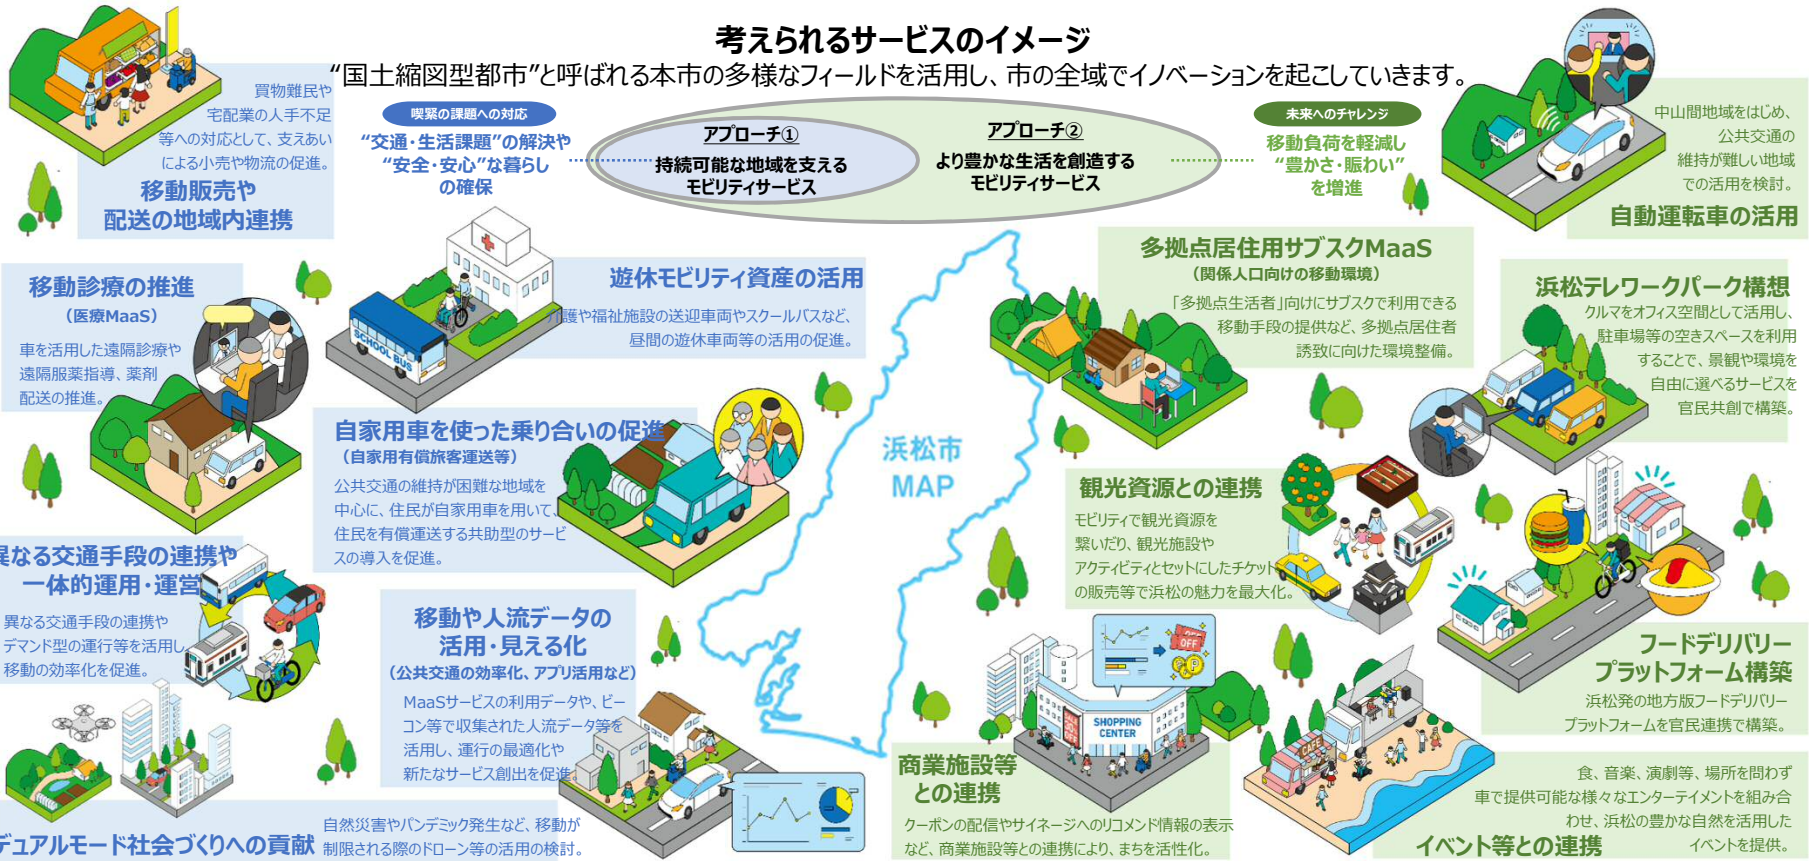 考えられるサービスのイメージ
“国土縮図型都市”と呼ばれる本市の多様なフィールドを活用し、市の全域でイノベーションを起こしていきます。
喫緊の課題への対応
“交通・生活課題”の解決や
“安全・安心”な暮らし
の確保
アプローチ①
持続可能な地域を支える
モビリティサービス
アプローチ②
より豊かな生活を創造する
モビリティサービス
未来へのチャレンジ
移動負荷を軽減し
“豊かさ・賑わい”
を増進
買物難民や
宅配業の人手不足
等への対応として、支えあい
による小売や物流の促進。
移動販売や
配送の地域内連携
移動診療の推進
（医療MaaS）
車を活用した遠隔診療や
遠隔服薬指導、薬剤
配送の推進。
遊休モビリティ資産の活用
介護や福祉施設の送迎車両やスクールバスなど、
昼間の遊休車両等の活用の促進。
SCHOOL BUS
自家用車を使った乗り合いの促進
（自家用有償旅客運送等）
公共交通の維持が困難な地域を
中心に、住民が自家用車を用いて、
住民を有償運送する共助型のサービ
スの導入を促進。
異なる交通手段の連携や
一体的運用・運営
異なる交通手段の連携や
デマンド型の運行等を活用し
移動の効率化を促進。
移動や人流データの
活用・見える化
（公共交通の効率化、アプリ活用など）
MaaSサービスの利用データや、ビー
コン等で収集された人流データ等を
活用し、運行の最適化や
新たなサービス創出を促進
デュアルモード社会づくりへの貢献
自然災害やパンデミック発生など、移動が
制限される際のドローン等の活用の検討。
浜松市
MAP
中山間地域をはじめ、
公共交通の
維持が難しい地域
での活用を検討。
自動運転車の活用
多拠点居住用サブスクMaaS
（関係人口向けの移動環境）
「多拠点生活者」向けにサブスクで利用できる
移動手段の提供など、多拠点居住者
誘致に向けた環境整備。
浜松テレワークパーク構想
クルマをオフィス空間として活用し、
駐車場等の空きスペースを利用
することで、景観や環境を
自由に選べるサービスを
官民共創で構築。
観光資源との連携
モビリティで観光資源を
繋いだり、観光施設や
アクティビティとセットにしたチケット
の販売等で浜松の魅力を最大化。
フードデリバリー
プラットフォーム構築
浜松発の地方版フードデリバリー
プラットフォームを官民連携で構築。
OFF
OFF
P
SALE
SHOPPING
CENTER
商業施設等
との連携
クーポンの配信やサイネージへのリコメンド情報の表示
など、商業施設等との連携により、まちを活性化。
CAFE
食、音楽、演劇等、場所を問わず
車で提供可能な様々なエンターテイメントを組み合
わせ、浜松の豊かな自然を活用した
イベントを提供。
イベント等との連携